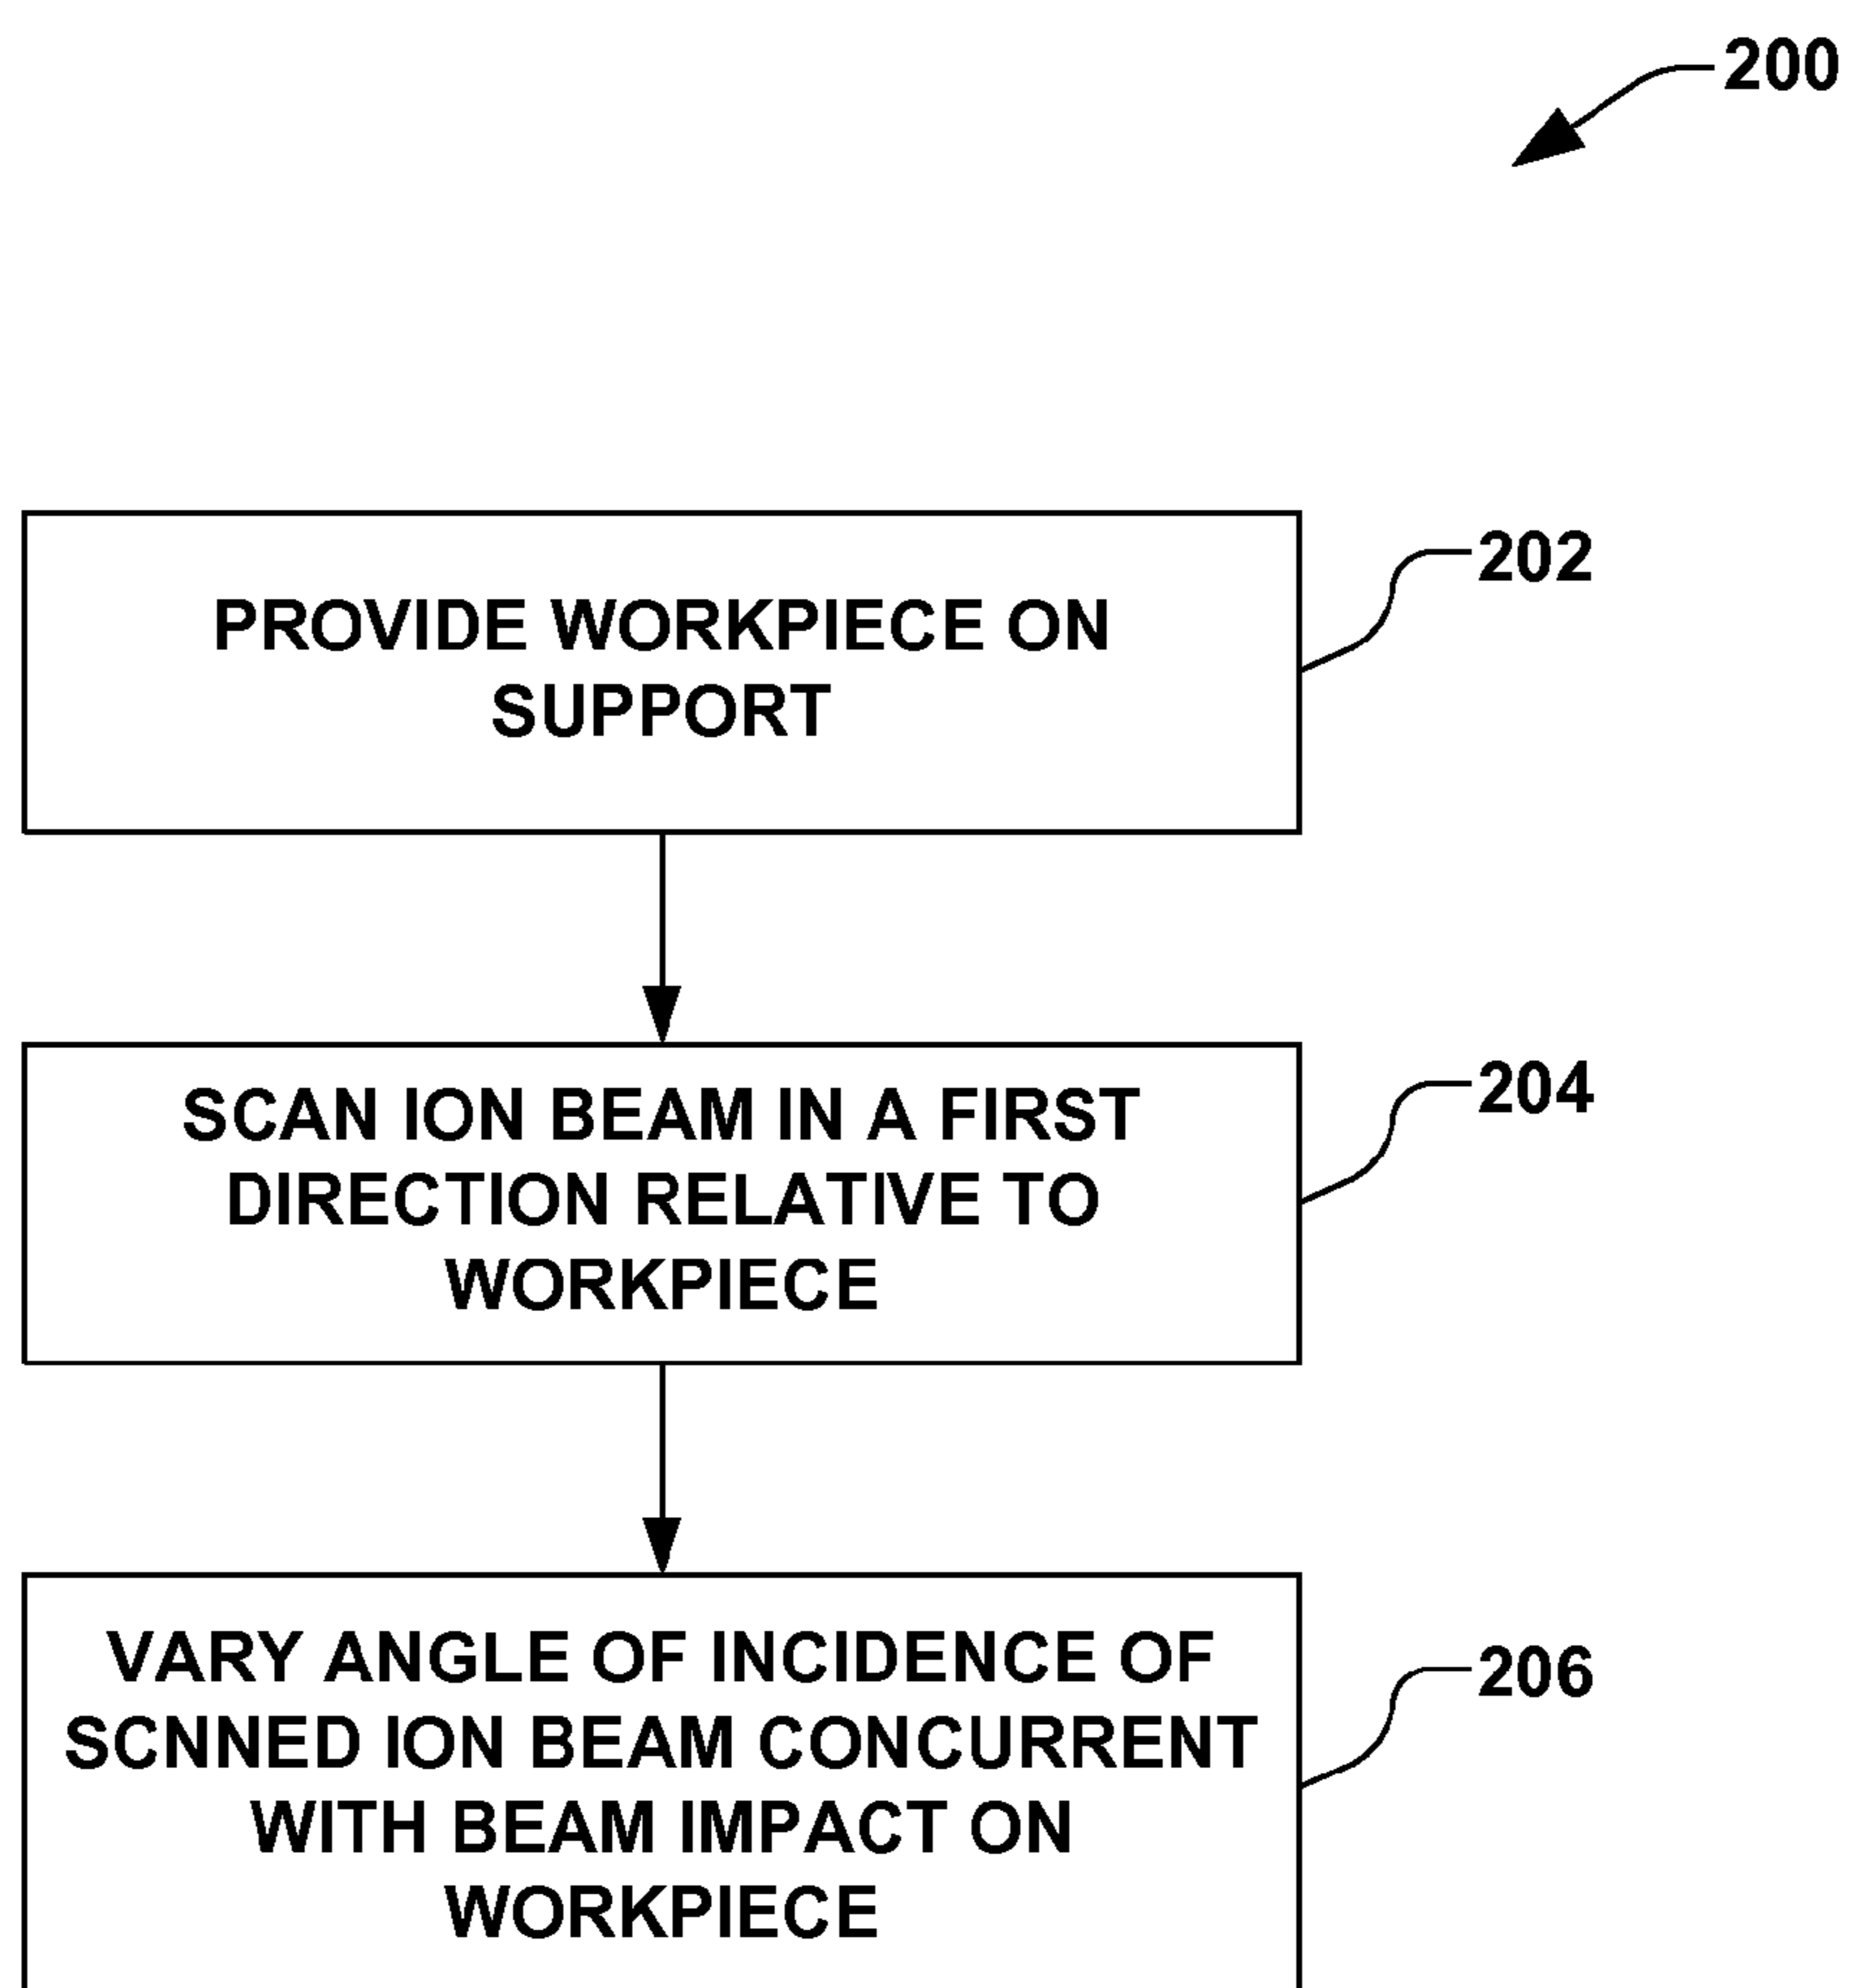 200
PROVIDE WORKPIECE ON
SUPPORT
202
SCAN ION BEAM IN A FIRST
DIRECTION RELATIVE TO
WORKPIECE
204
VARY ANGLE OF INCIDENCE OF
SCNNED ION BEAM CONCURRENT
WITH BEAM IMPACT ON
WORKPIECE
206